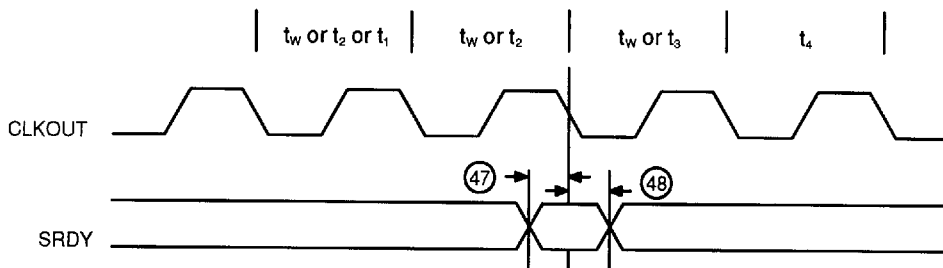 tW or t2 or t1
tW or t2
tW or t3
t4
CLKOUT
47
48
SRDY